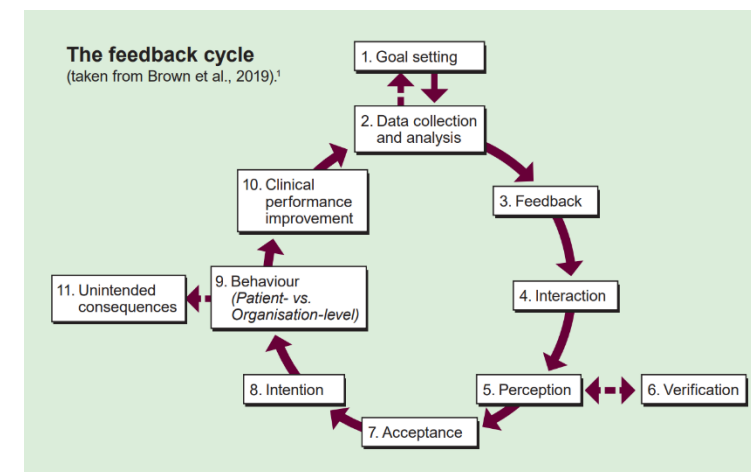 The feedback cycle
(taken from Brown et al., 2019).¹
1. Goal setting
2. Data collection
and analysis
3. Feedback
4. Interaction
5. Perception
6. Verification
7. Acceptance
8. Intention
9. Behaviour
(Patient- vs.
Organisation-level)
10. Clinical
performance
improvement
11. Unintended
consequences